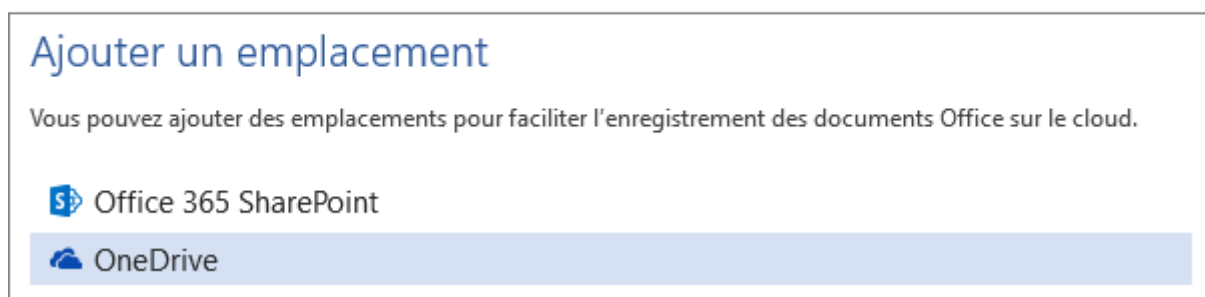 Ajouter un emplacement
Vous pouvez ajouter des emplacements pour faciliter l'enregistrement des documents Office sur le cloud.
Office 365 SharePoint
OneDrive